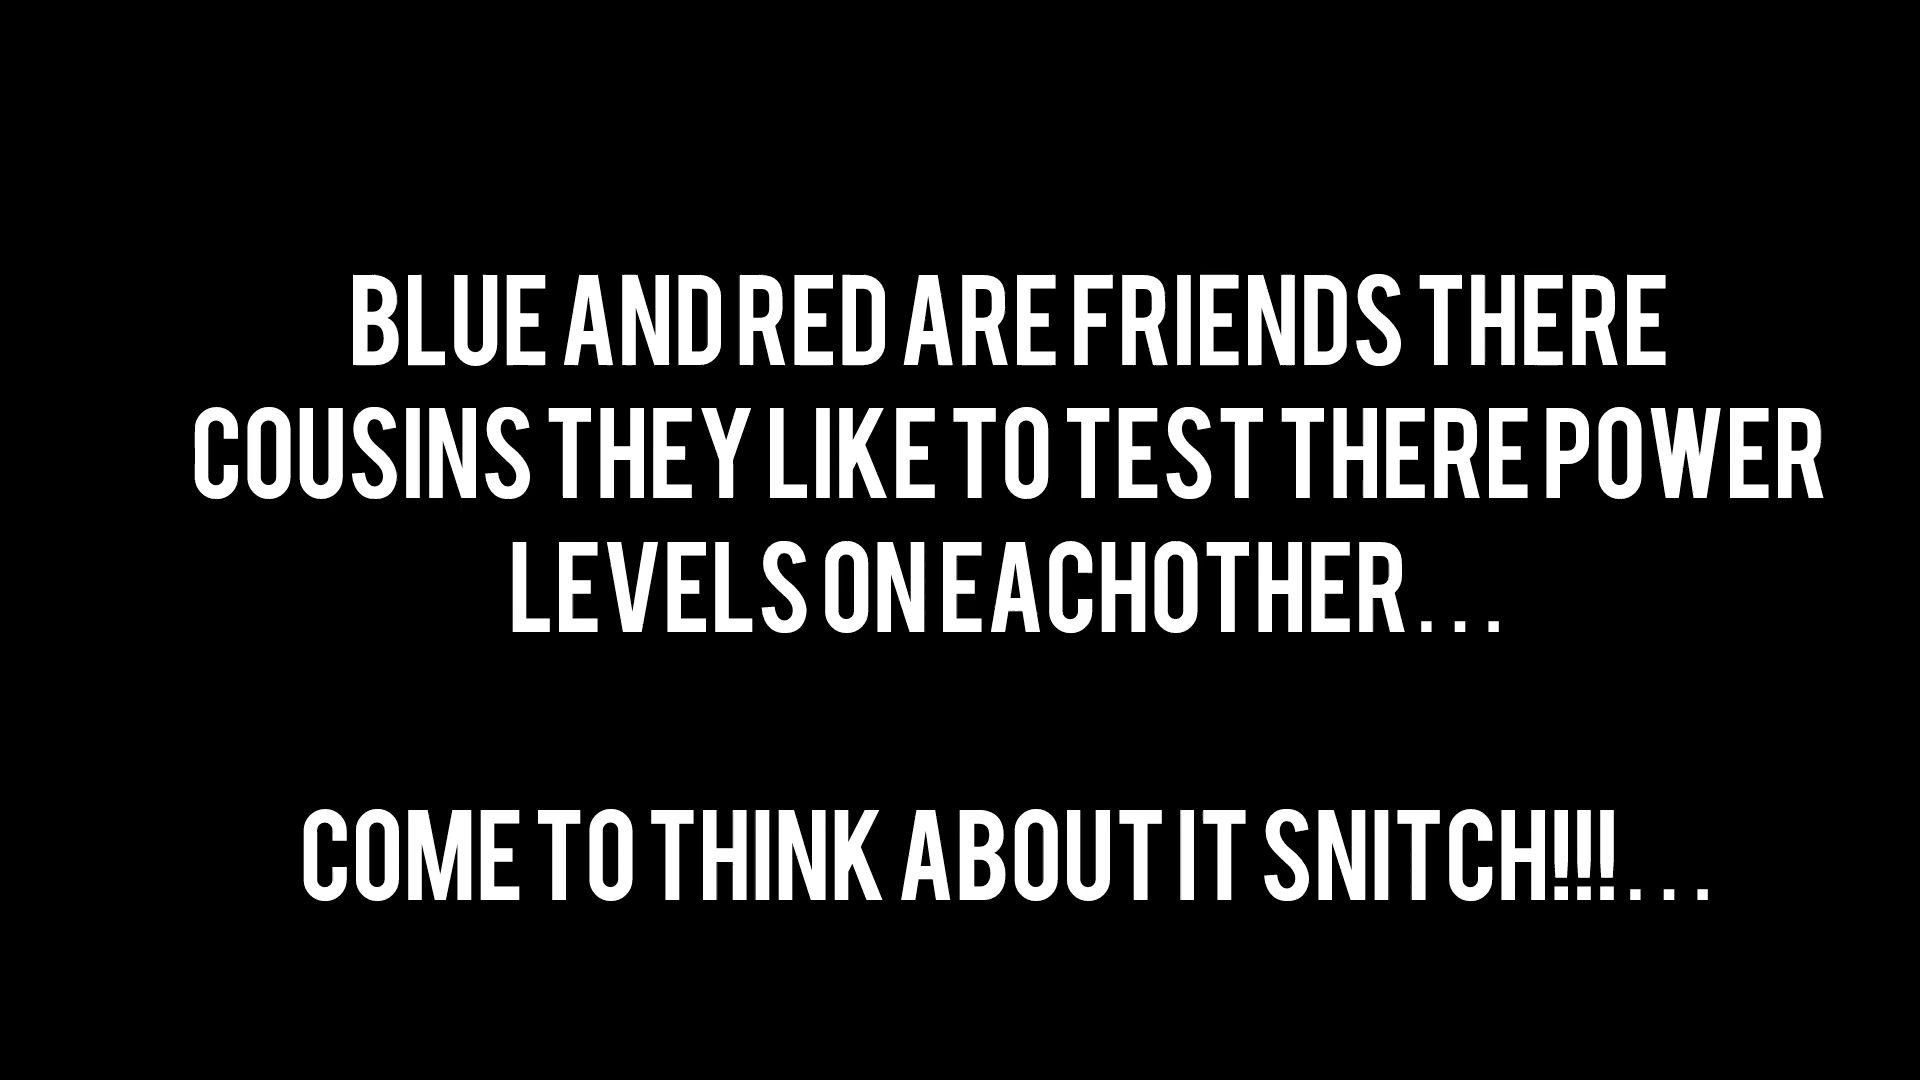 BLUE AND RED ARE FRIENDS THERE
COUSINS THEY LIKE TO TEST THERE POWER
LEVELS ON EACHOTHER...
COME TO THINK ABOUT IT SNITCH!!!...